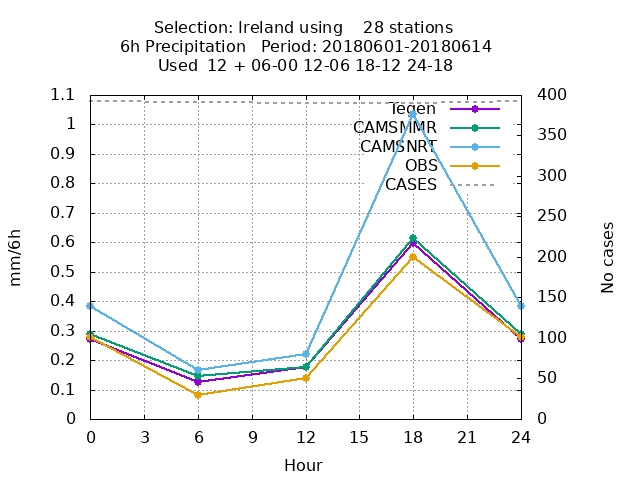 Selection: Ireland using    28 stations
6h Precipitation   Period: 20180601-20180614
Used  12 + 06-00 12-06 18-12 24-18
1.1
1
0.9
0.8
0.7
0.6
0.5
0.4
0.3
0.2
0.1
0
mm/6h
400
350
300
250
200
150
100
50
0
No cases
Tegen
CAMSMMR
CAMSNRT
OBS
CASES
0 3 6 9 12 15 18 21 24
Hour